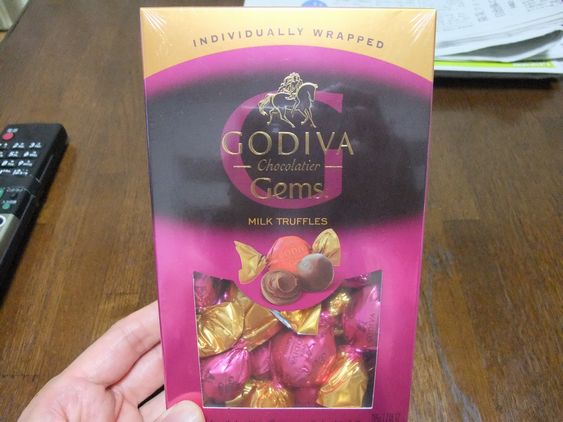 INDIVIDUALLY WRAPPED
G
GODIVA
Chocolatier
Gems
MILK TRUFFLES